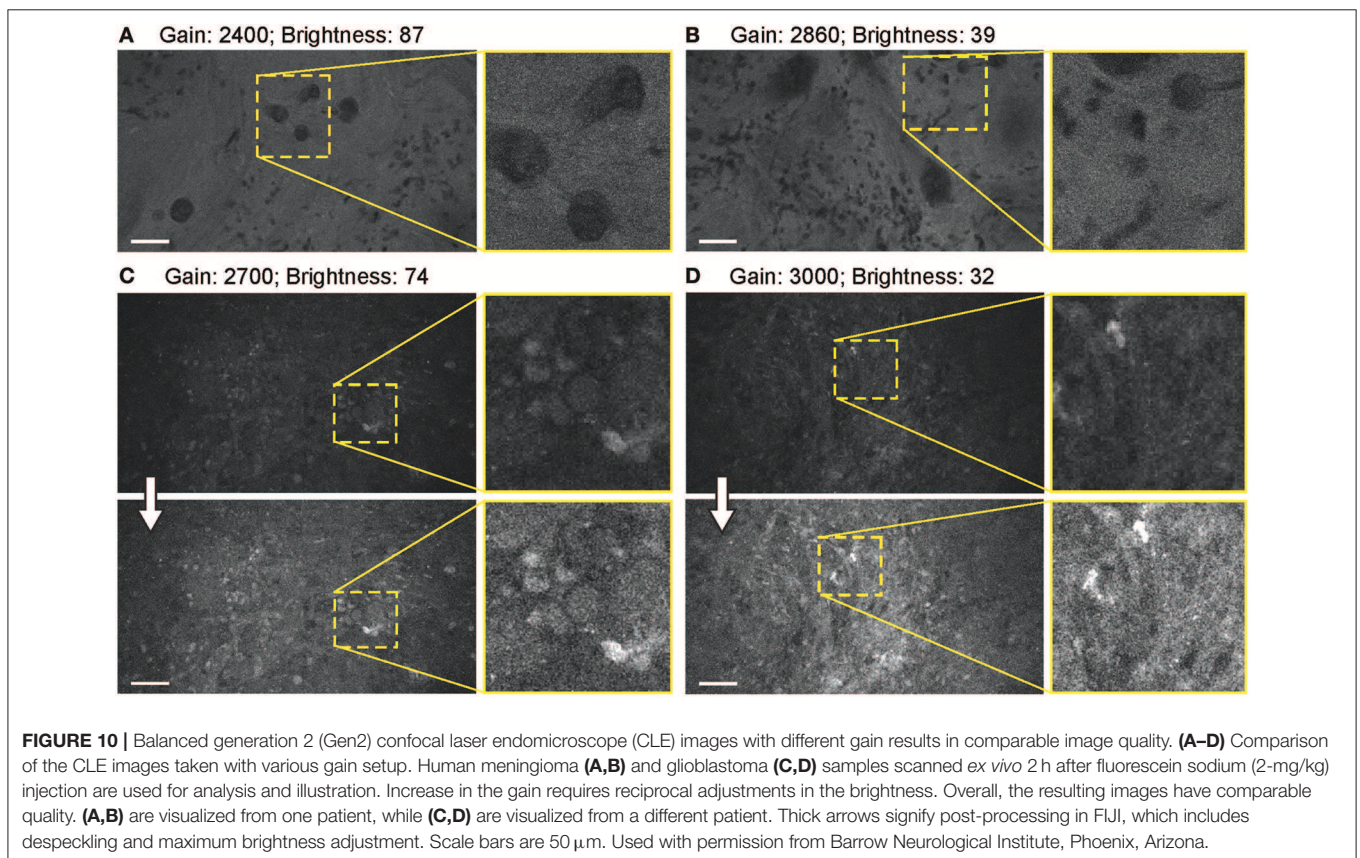 A Gain: 2400; Brightness: 87
B Gain: 2860; Brightness: 39
C Gain: 2700; Brightness: 74
D Gain: 3000; Brightness: 32
FIGURE 10 | Balanced generation 2 (Gen2) confocal laser endomicroscope (CLE) images with different gain results in comparable image quality. (A–D) Comparison
of the CLE images taken with various gain setup. Human meningioma (A,B) and glioblastoma (C,D) samples scanned ex vivo 2 h after fluorescein sodium (2-mg/kg)
injection are used for analysis and illustration. Increase in the gain requires reciprocal adjustments in the brightness. Overall, the resulting images have comparable
quality. (A,B) are visualized from one patient, while (C,D) are visualized from a different patient. Thick arrows signify post-processing in FIJI, which includes
despeckling and maximum brightness adjustment. Scale bars are 50 μm. Used with permission from Barrow Neurological Institute, Phoenix, Arizona.